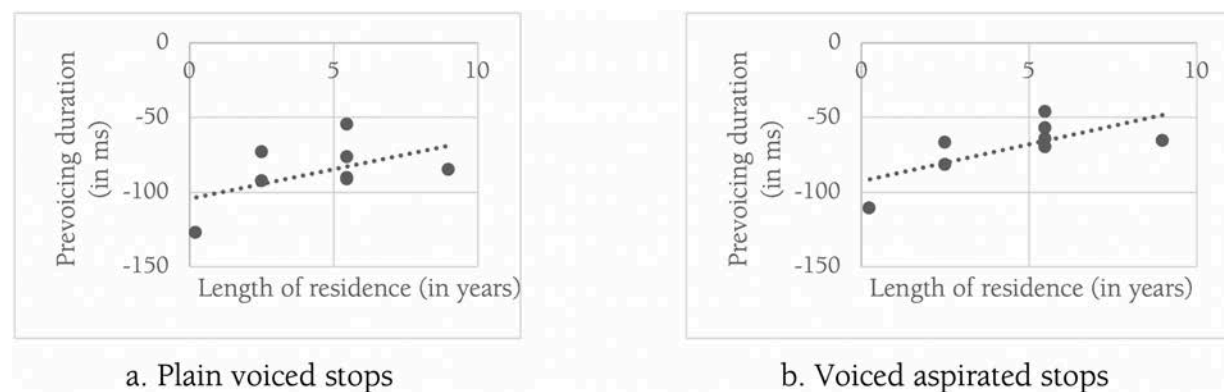 0
0
5
10
-50
-100
-150
Prevoicing duration
(in ms)
Length of residence (in years)
a. Plain voiced stops
0
0
5
10
-50
-100
-150
Prevoicing duration
(in ms)
Length of residence (in years)
b. Voiced aspirated stops